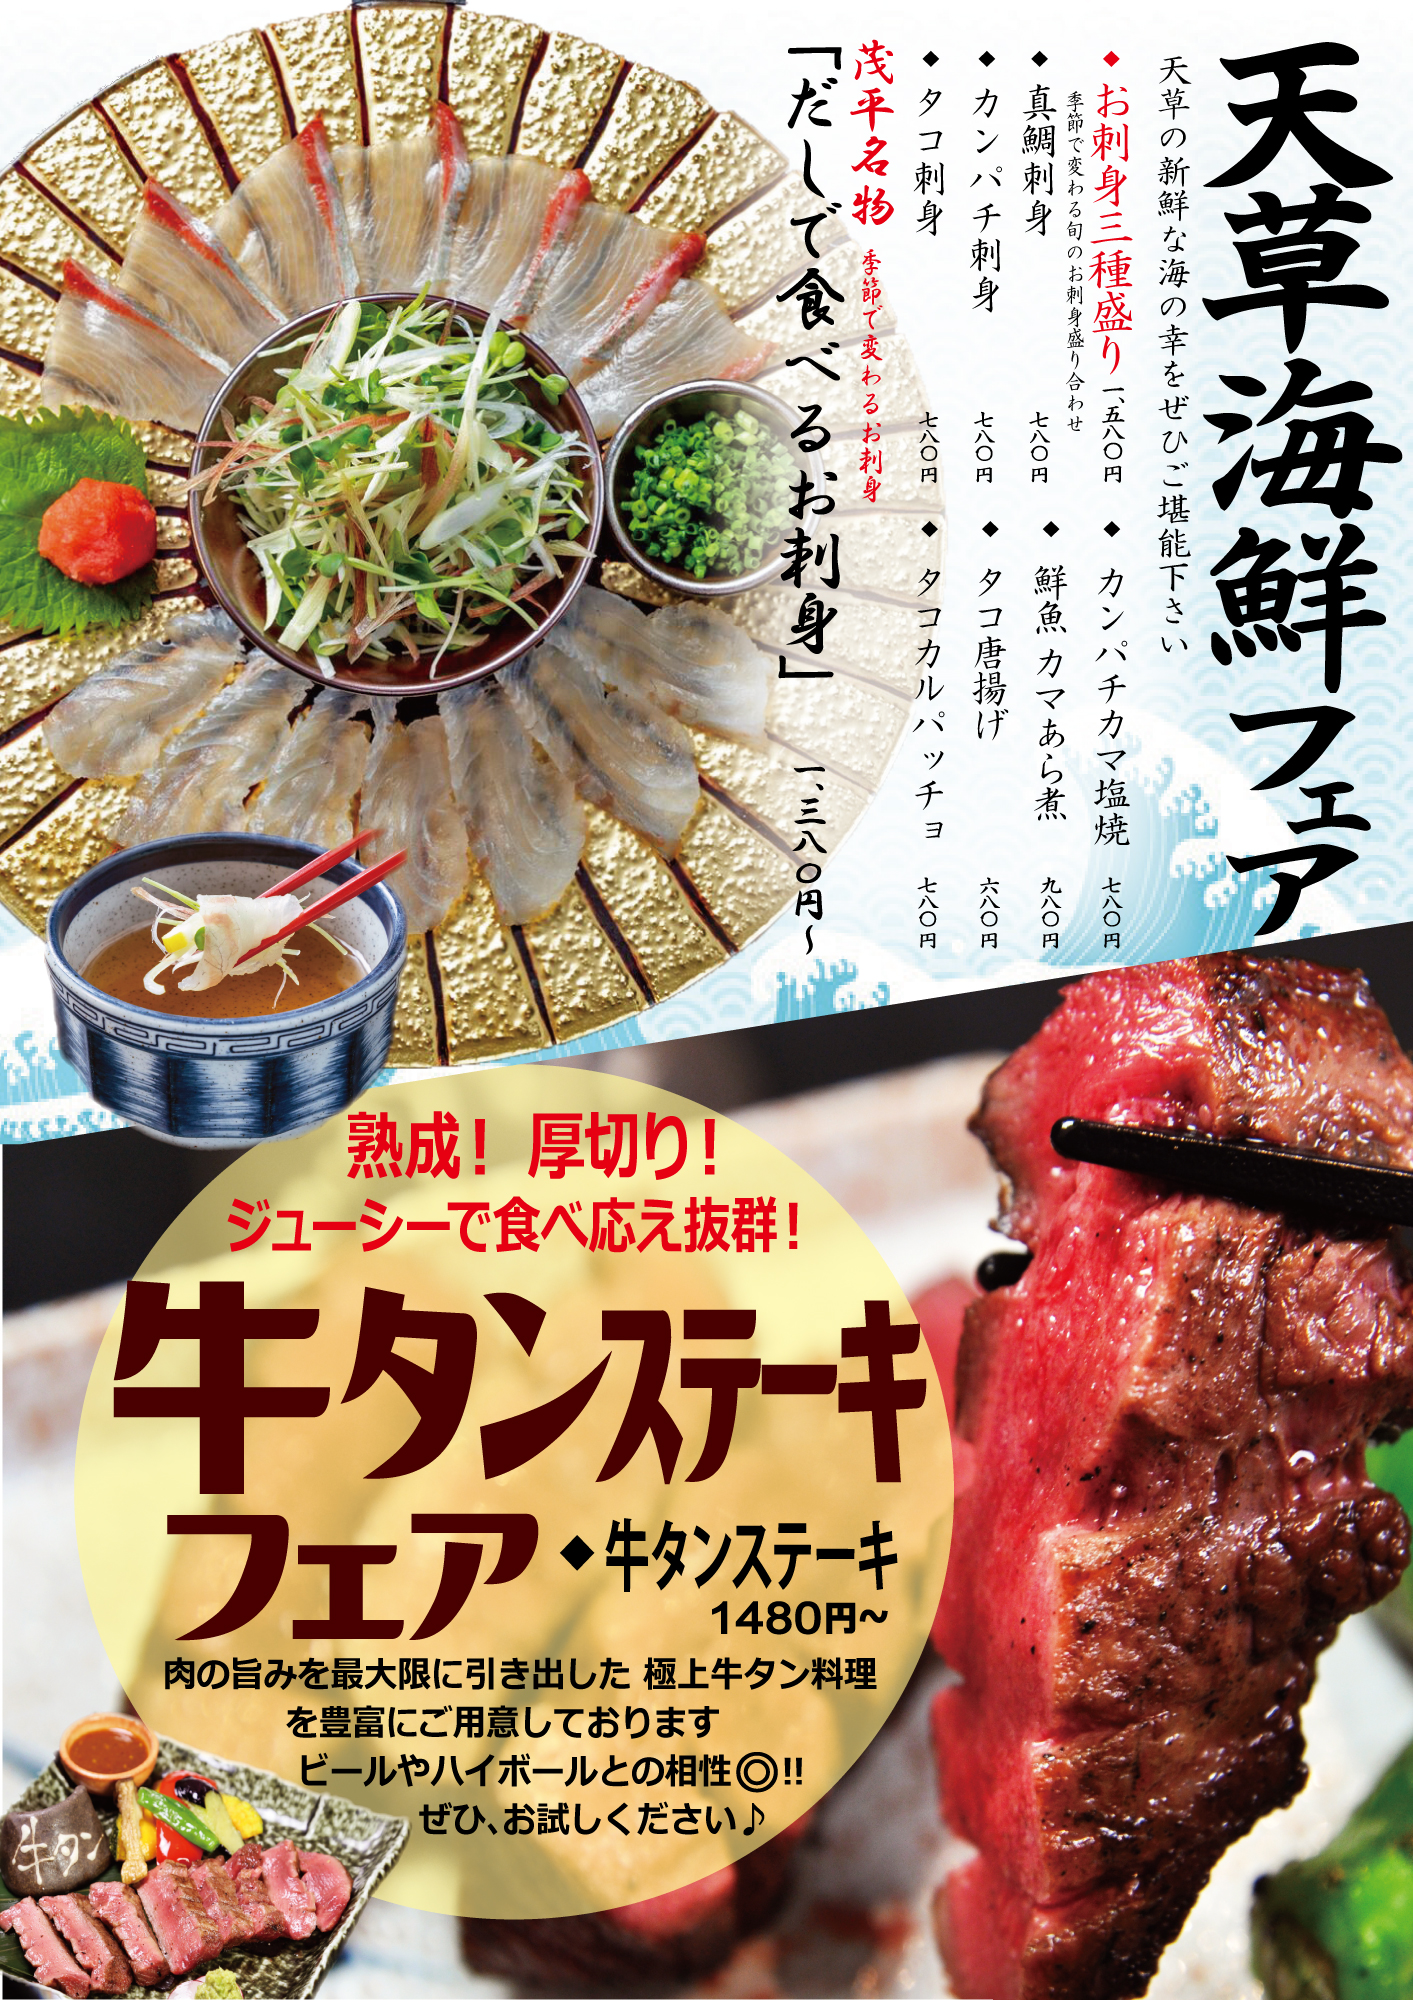 天草海鮮フェア
天草の新鮮な海の幸をぜひご堪能下さい
◆お刺身三種盛り 一、五八〇円
季節で変わる旬のお刺身盛り合わせ
◆真鯛刺身 七八〇円
◆カンパチ刺身 七八〇円
◆タコ刺身 七八〇円
◆カンパチカマ塩焼 七八〇円
◆鮮魚カマあら煮 九八〇円
◆タコ唐揚げ 六八〇円
◆タコカルパッチョ 七八〇円
茂平名物 季節で変わるお刺身
「だしで食べるお刺身」 一、三八〇円～
熟成！厚切り！
ジューシーで食べ応え抜群！
牛タンステーキ
フェア
◆牛タンステーキ
1480円～
肉の旨みを最大限に引き出した 極上牛タン料理
を豊富にご用意しております
ビールやハイボールとの相性◎!!
ぜひ、お試しください♪
牛タン